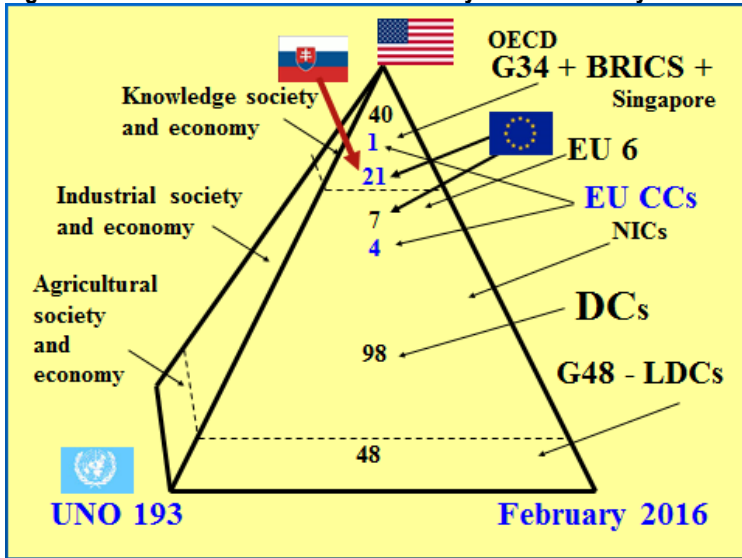 OECD
G34 + BRICS +
Singapore
Knowledge society
and economy
40
1
EU 6
21
Industrial society
and economy
EU CCs
7
NICs
4
Agricultural
society
and
economy
DCs
98
G48 - LDCs
48
UNO 193
February 2016